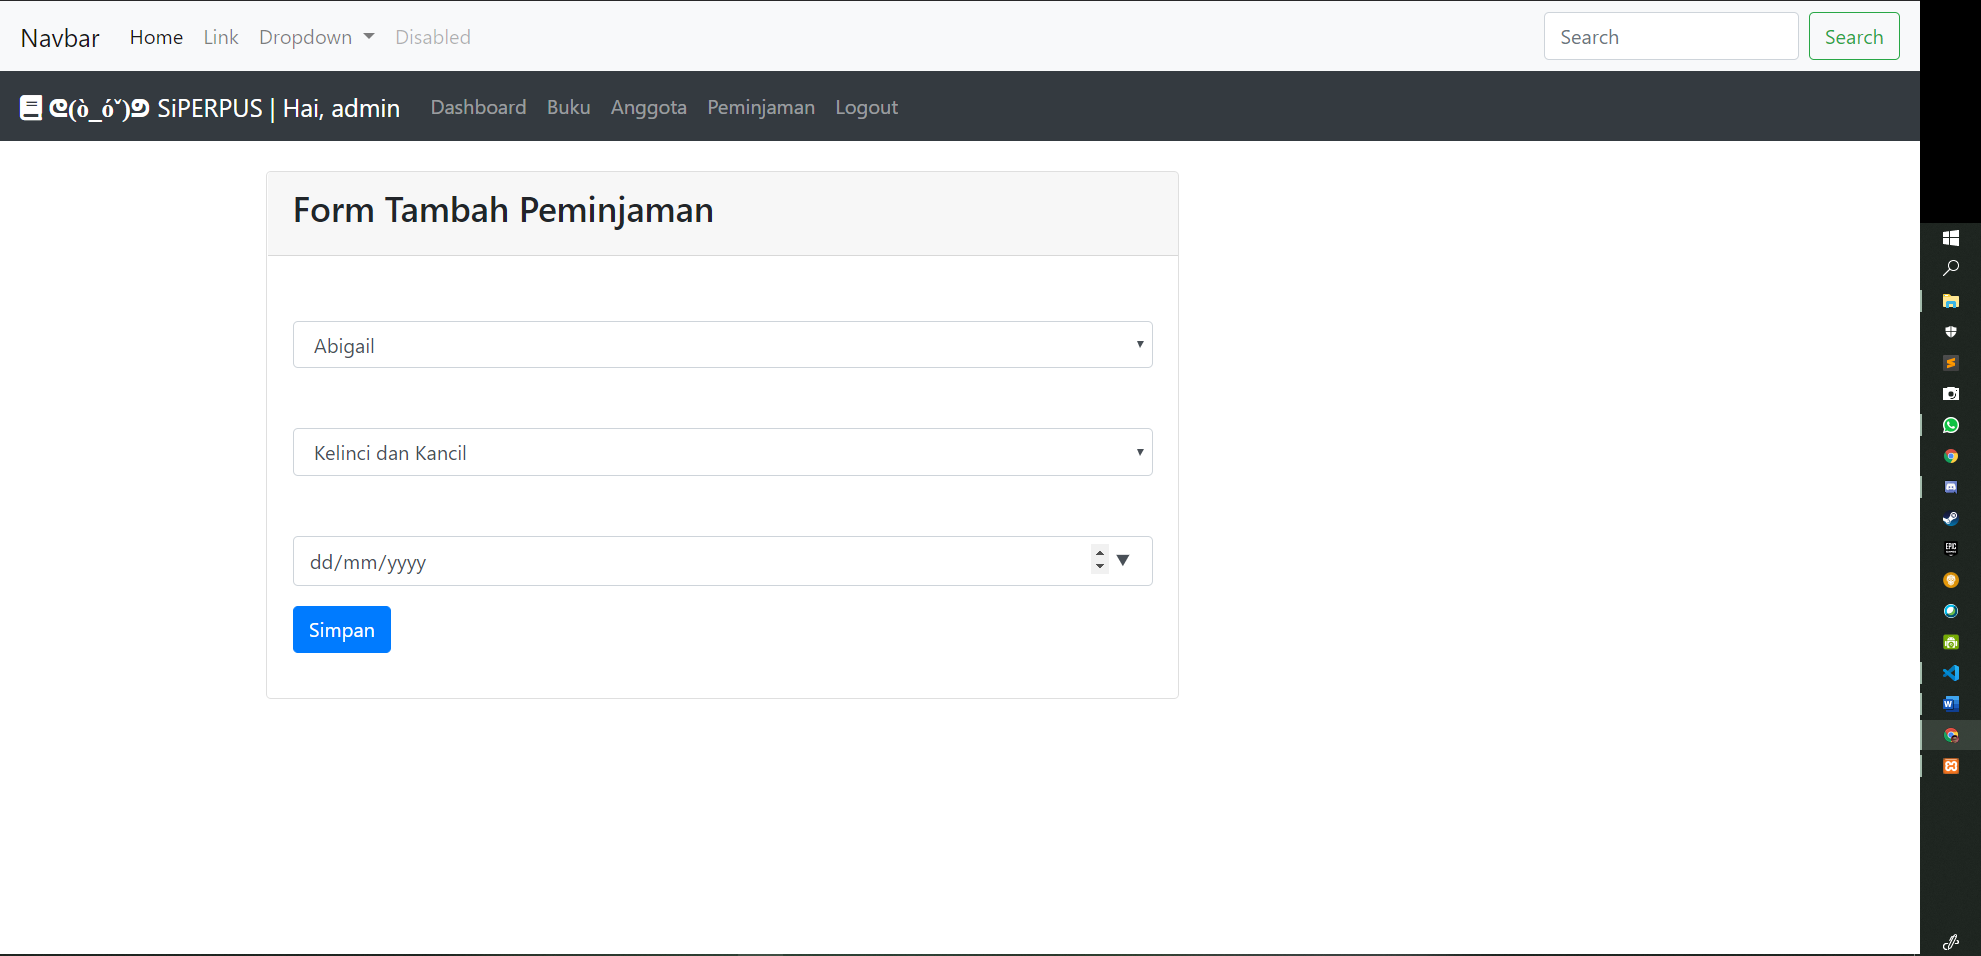 Navbar Home Link Dropdown Disabled Search Search
ᕙ(ò_óˇ)ᕗ SiPERPUS | Hai, admin Dashboard Buku Anggota Peminjaman Logout
Form Tambah Peminjaman
Abigail
Kelinci dan Kancil
dd/mm/yyyy
Simpan